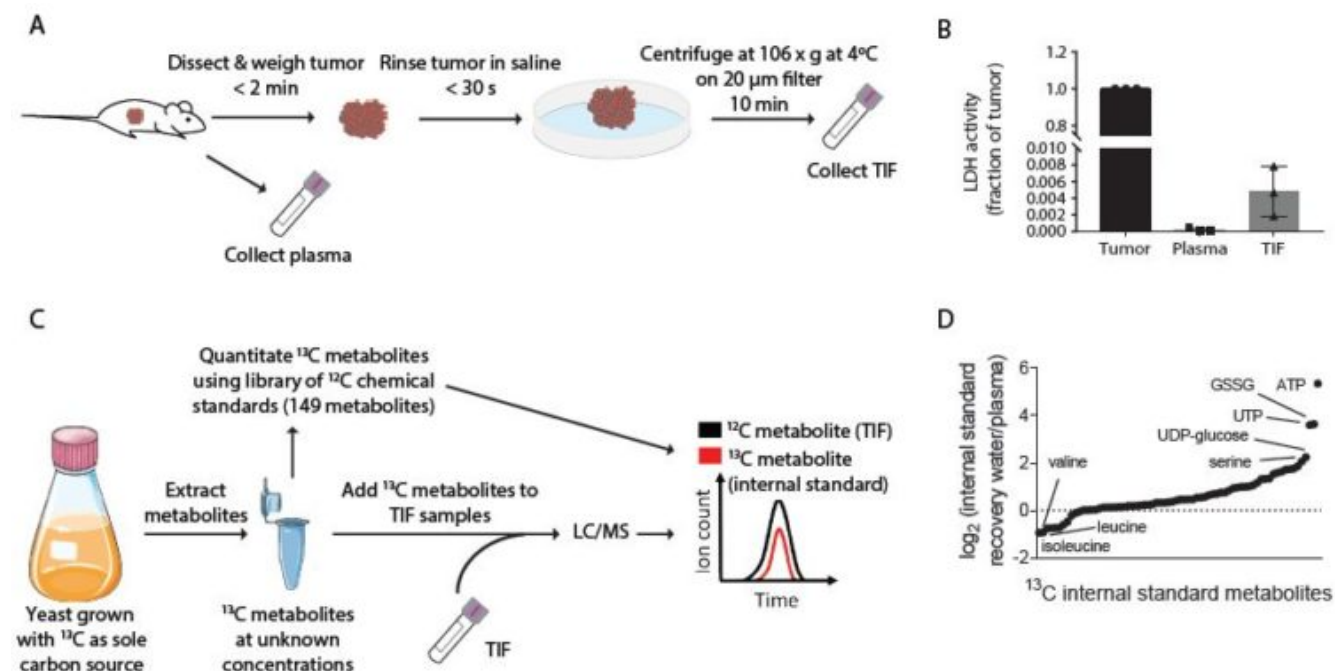 A
Dissect & weigh tumor
< 2 min
Rinse tumor in saline
< 30 s
Centrifuge at 106 x g at 4ºC
on 20 µm filter
10 min
Collect TIF
Collect plasma
B
LDH activity
(fraction of tumor)
1.2
1.0
0.8
0.010
0.008
0.006
0.004
0.002
0.000
Tumor
Plasma
TIF
C
Quantitate ¹³C metabolites
using library of ¹²C chemical
standards (149 metabolites)
Extract
metabolites
Add ¹³C metabolites to
TIF samples
LC/MS
Yeast grown
with ¹³C as sole
carbon source
¹³C metabolites
at unknown
concentrations
TIF
¹²C metabolite (TIF)
¹³C metabolite
(internal standard)
Ion count
Time
D
log₂ (internal standard
recovery water/plasma)
6
4
2
0
-2
GSSG
ATP
UTP
UDP-glucose
serine
valine
leucine
isoleucine
¹³C internal standard metabolites